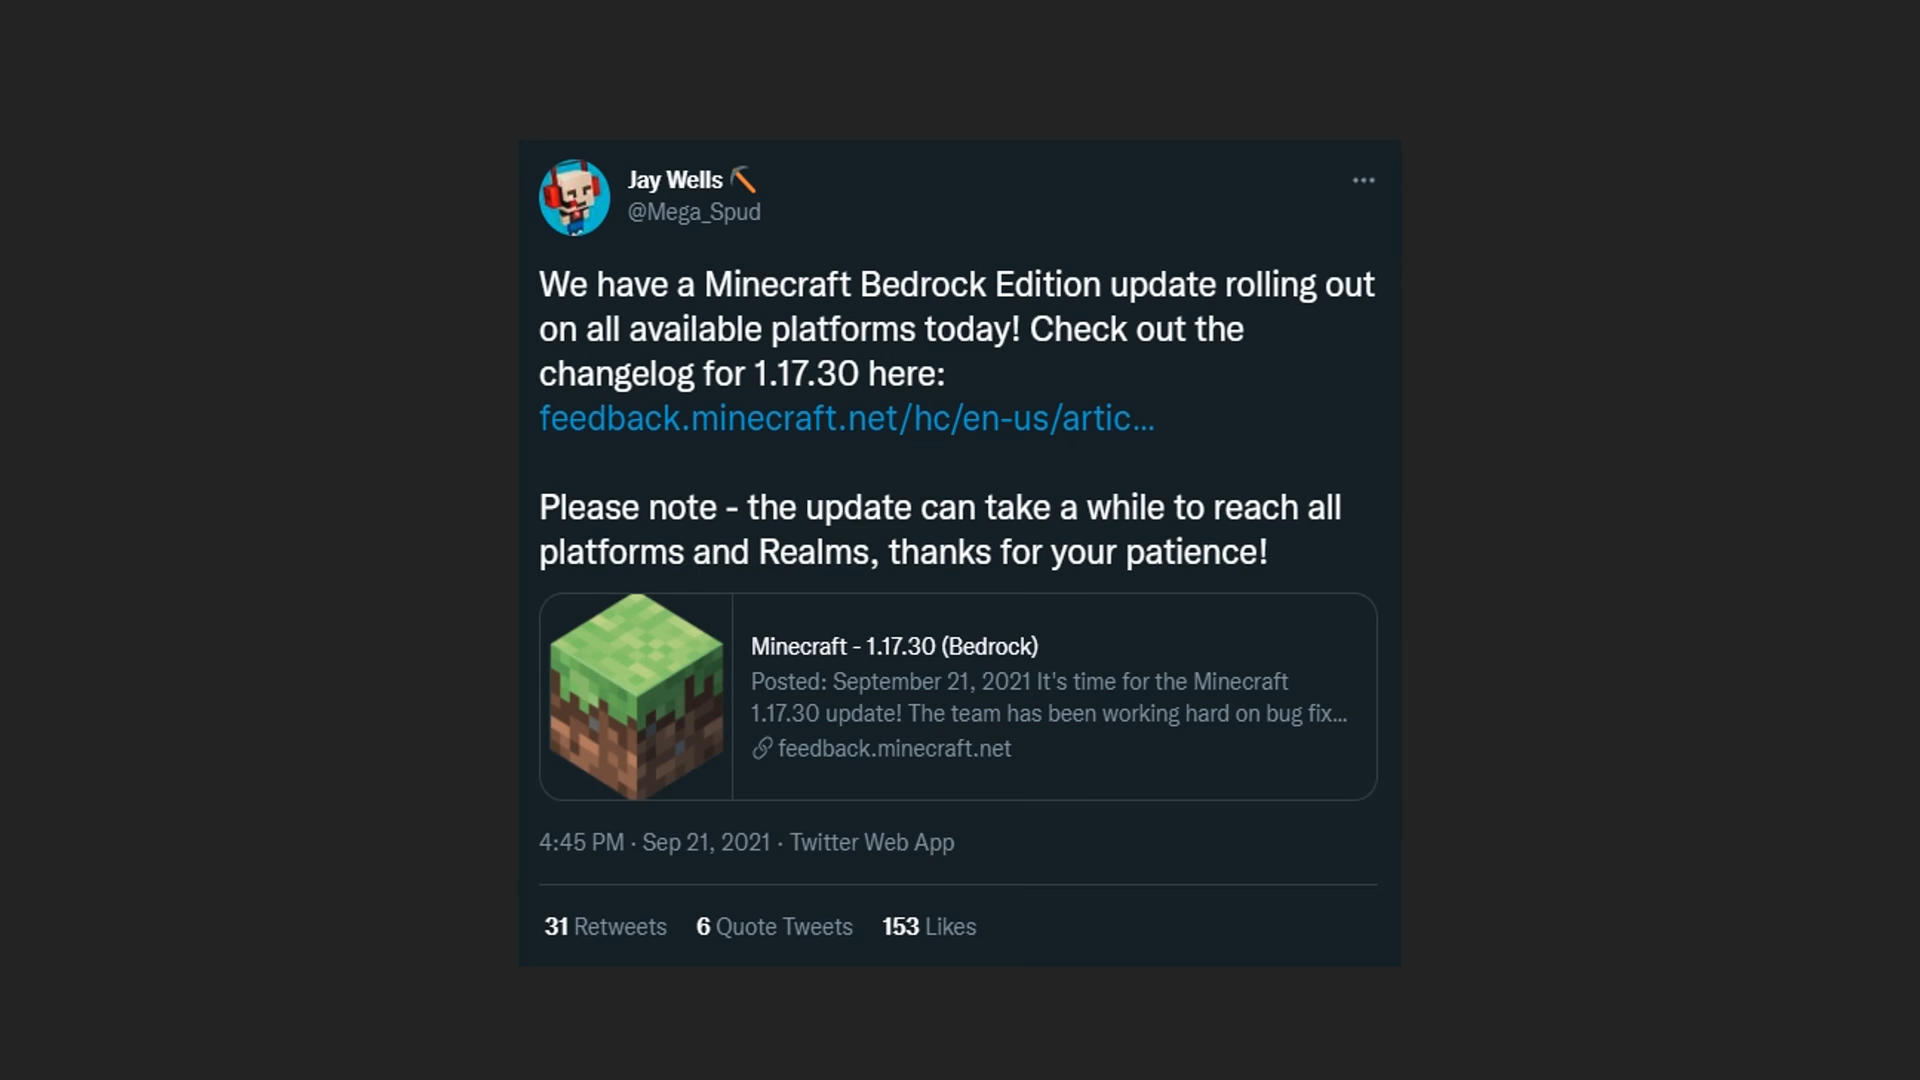 Jay Wells
@Mega_Spud
We have a Minecraft Bedrock Edition update rolling out
on all available platforms today! Check out the
changelog for 1.17.30 here:
feedback.minecraft.net/hc/en-us/artic...
Please note - the update can take a while to reach all
platforms and Realms, thanks for your patience!
Minecraft - 1.17.30 (Bedrock)
Posted: September 21, 2021 It's time for the Minecraft
1.17.30 update! The team has been working hard on bug fix...
feedback.minecraft.net
4:45 PM · Sep 21, 2021 · Twitter Web App
31 Retweets 6 Quote Tweets 153 Likes